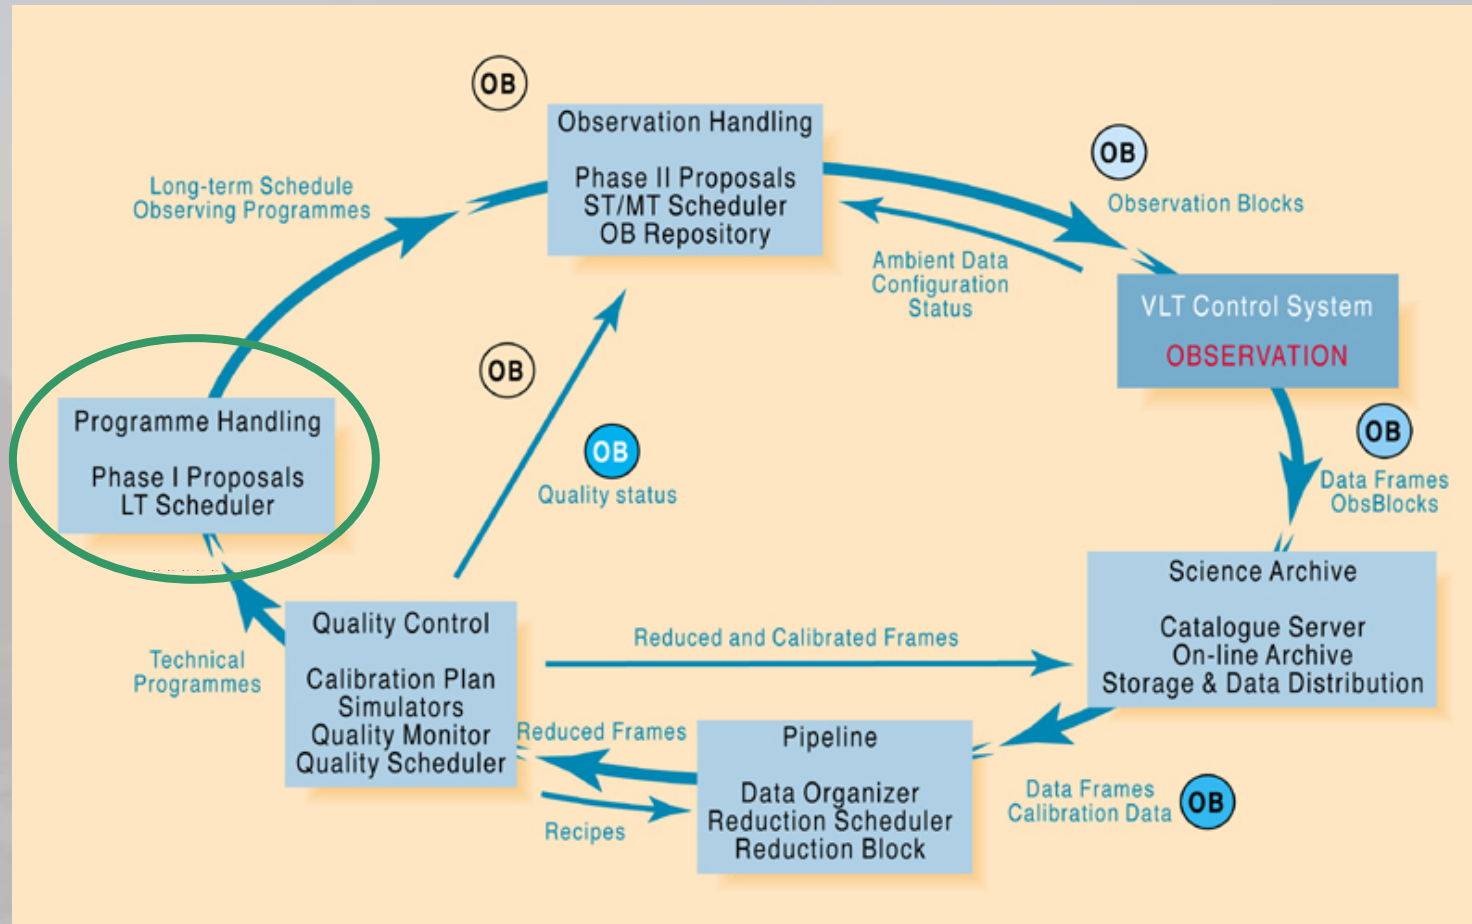 OB
Observation Handling
Phase II Proposals
ST/MT Scheduler
OB Repository
Long-term Schedule
Observing Programmes
OB
Observation Blocks
Ambient Data
Configuration
Status
VLT Control System
OBSERVATION
OB
Data Frames
ObsBlocks
OB
OB
Quality status
Programme Handling
Phase I Proposals
LT Scheduler
Science Archive
Catalogue Server
On-line Archive
Storage & Data Distribution
Technical
Programmes
Quality Control
Calibration Plan
Simulators
Quality Monitor
Quality Scheduler
Reduced and Calibrated Frames
Reduced Frames
Recipes
Pipeline
Data Organizer
Reduction Scheduler
Reduction Block
Data Frames
Calibration Data
OB